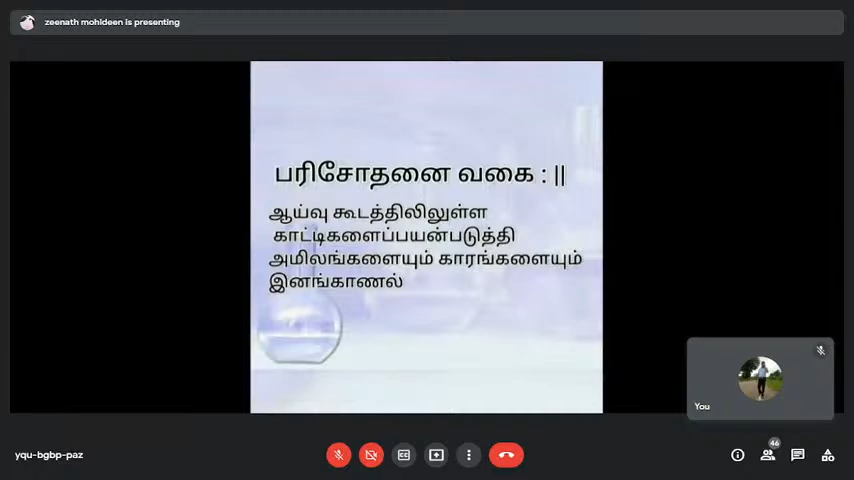 zeenath mohideen is presenting
பரிசோதனை வகை : ||
ஆய்வு கூடத்திலிலுள்ள
காட்டிகளைப்பயன்படுத்தி
அமிலங்களையும் காரங்களையும்
இனங்காணல்
You
46
yqu-bgbp-paz